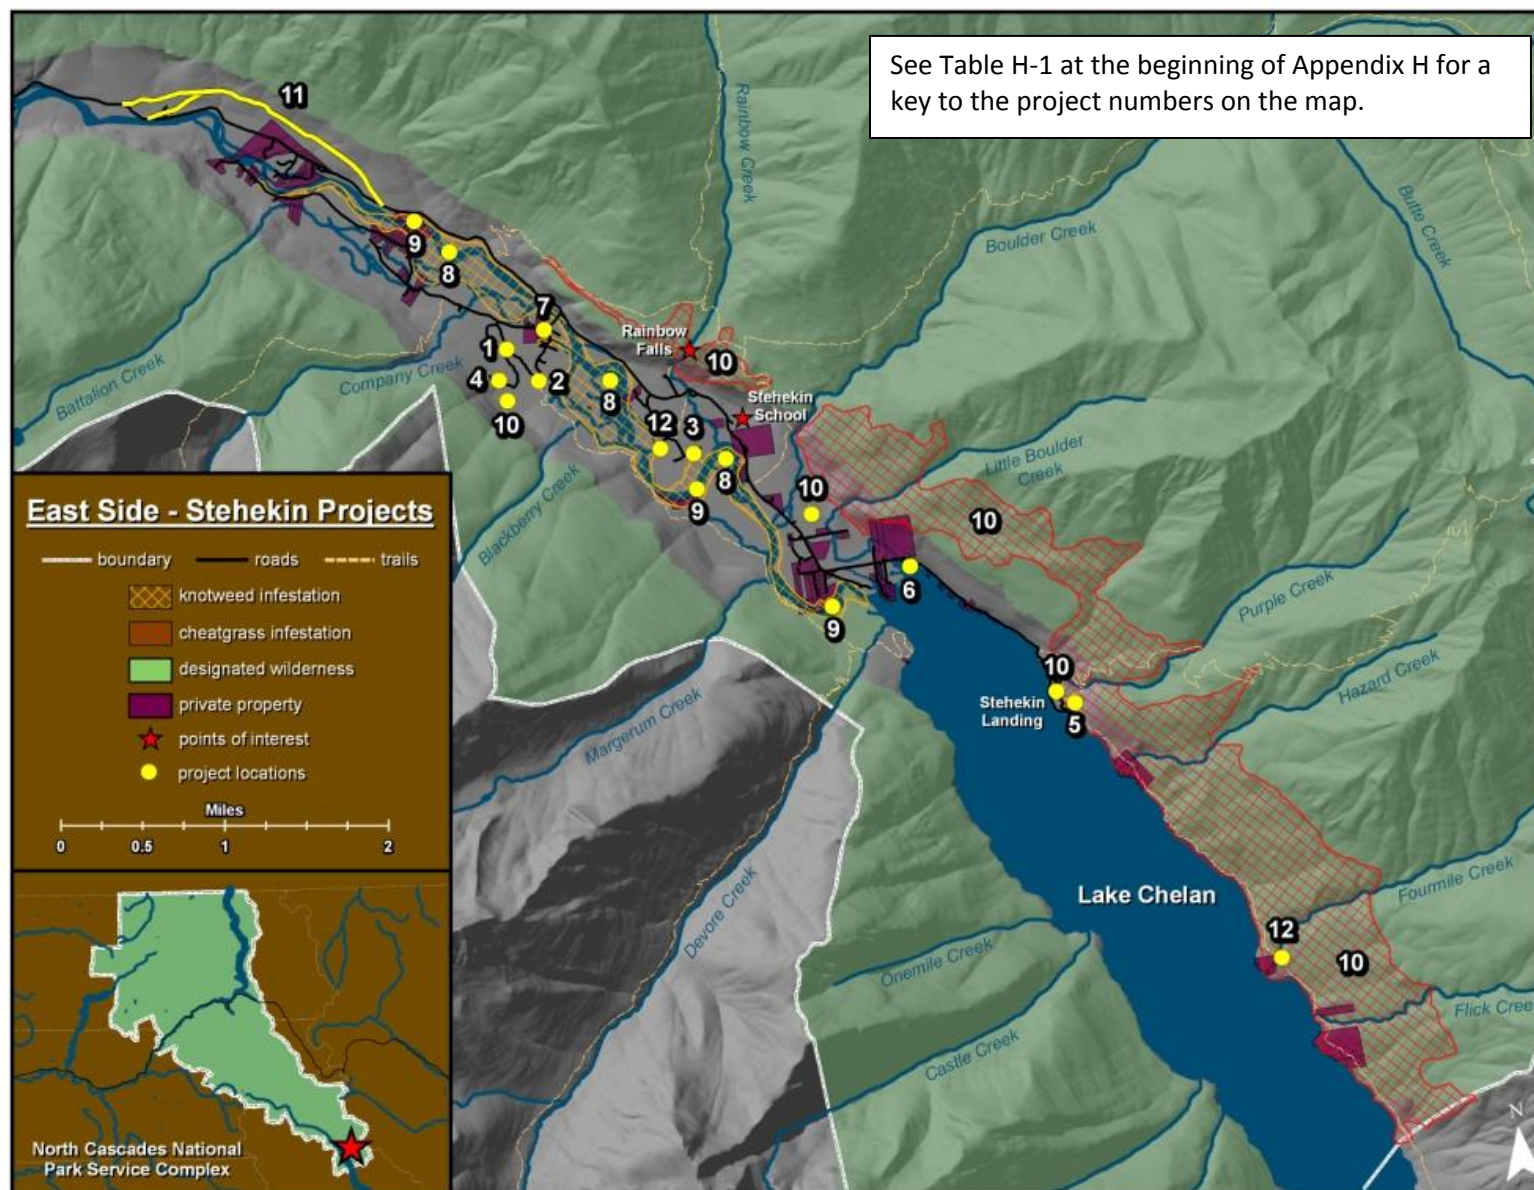 See Table H-1 at the beginning of Appendix H for a
key to the project numbers on the map.
11
Rainbow Creek
Butte Creek
Boulder Creek
9
8
7
Rainbow
Falls
10
1
Battalion Creek
Company Creek
4
2
10
8
Stehekin
School
12
3
8
Little Boulder
Creek
10
10
9
Blackberry Creek
6
Purple Creek
9
10
Hazard Creek
Stehekin
Landing
5
Margerum Creek
Devore Creek
Lake Chelan
Fourmile Creek
12
10
Onemile Creek
Flick Cree
Castle Creek
N
East Side - Stehekin Projects
boundary roads trails
knotweed infestation
cheatgrass infestation
designated wilderness
private property
points of interest
project locations
Miles
0 0.5 1 2
North Cascades National
Park Service Complex